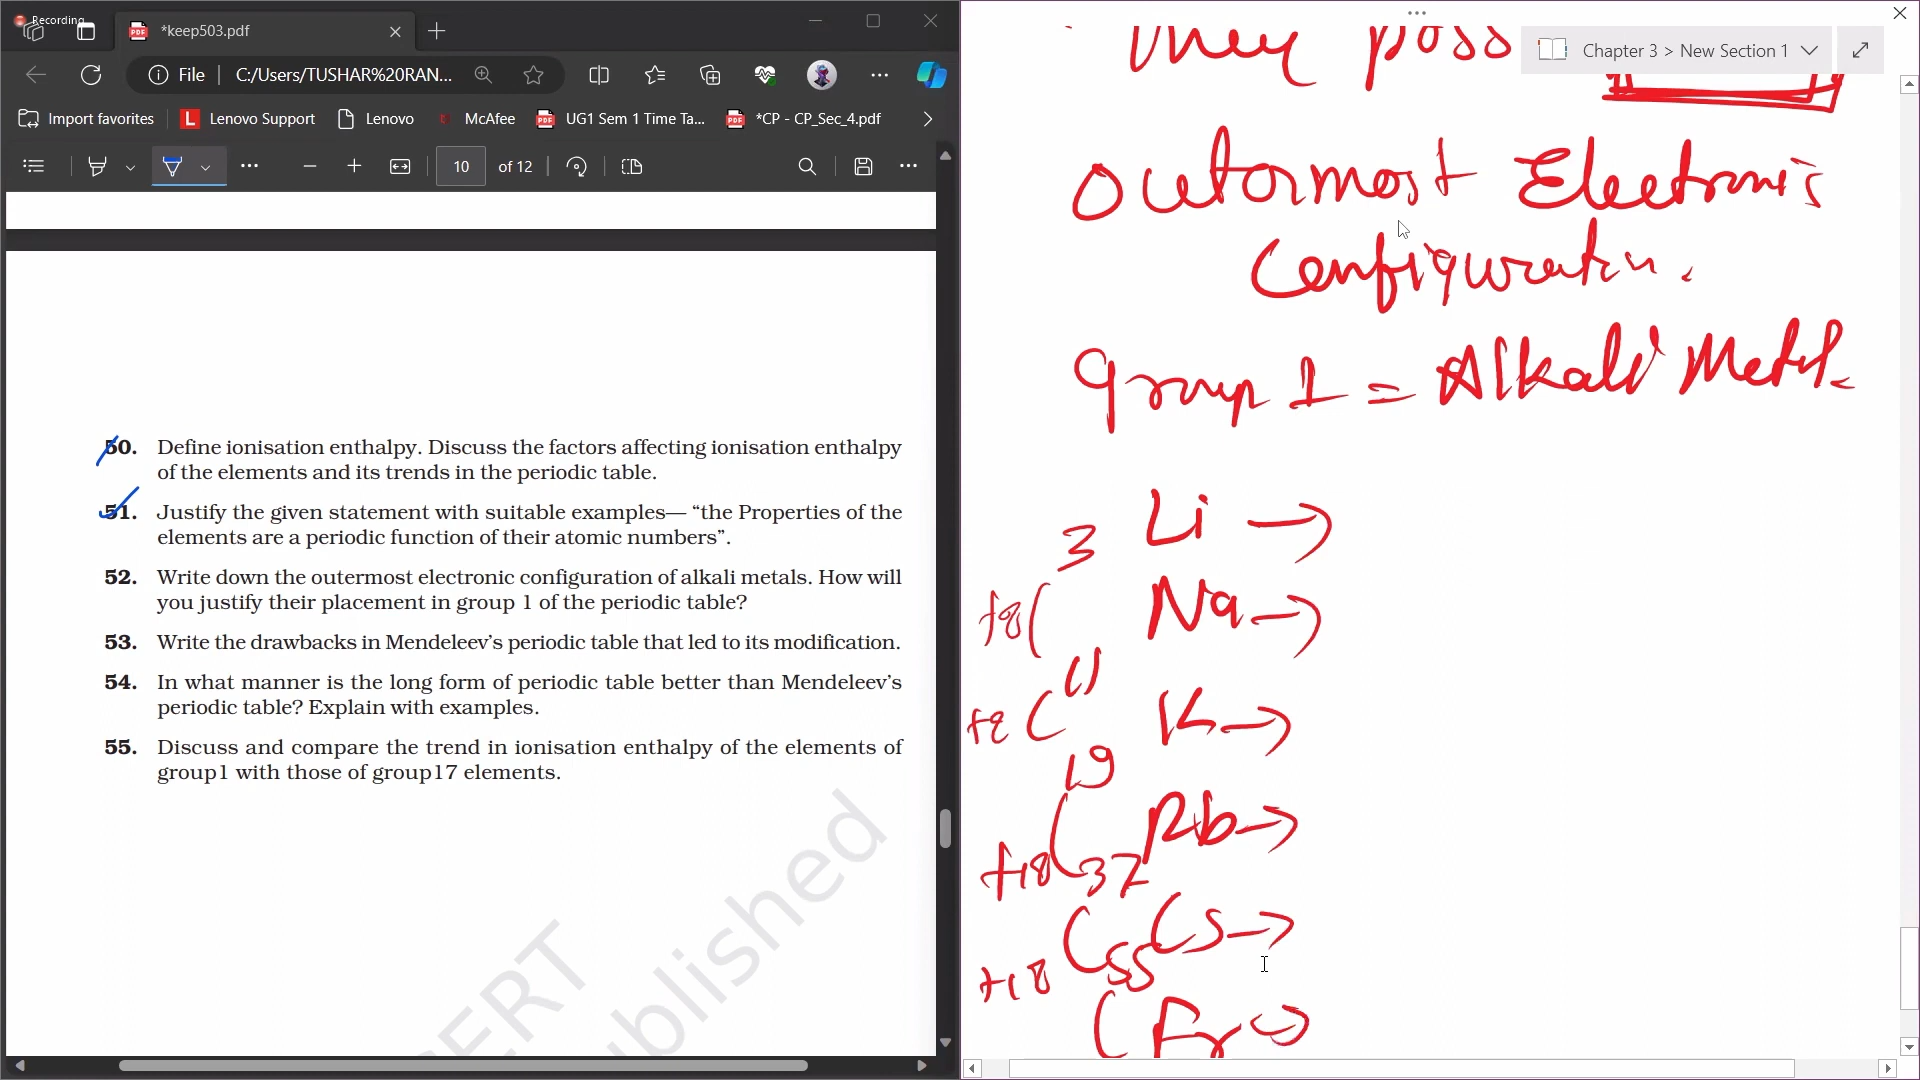 Recording
*keep503.pdf
File
C:/Users/TUSHAR%20RAN...
Import favorites
Lenovo Support
Lenovo
McAfee
UG1 Sem 1 Time Ta...
*CP - CP_Sec_4.pdf
10
of 12
50. Define ionisation enthalpy. Discuss the factors affecting ionisation enthalpy
of the elements and its trends in the periodic table.
51. Justify the given statement with suitable examples— “the Properties of the
elements are a periodic function of their atomic numbers”.
52. Write down the outermost electronic configuration of alkali metals. How will
you justify their placement in group 1 of the periodic table?
53. Write the drawbacks in Mendeleev’s periodic table that led to its modification.
54. In what manner is the long form of periodic table better than Mendeleev’s
periodic table? Explain with examples.
55. Discuss and compare the trend in ionisation enthalpy of the elements of
group1 with those of group17 elements.
Chapter 3 > New Section 1
They poss
Outermost Electronic
Configuration.
group 1 = Alkali Metal
3 Li →
+8 Na →
11
+8 K →
19
Rb →
+18 37
Cs →
+18 55
Fr →